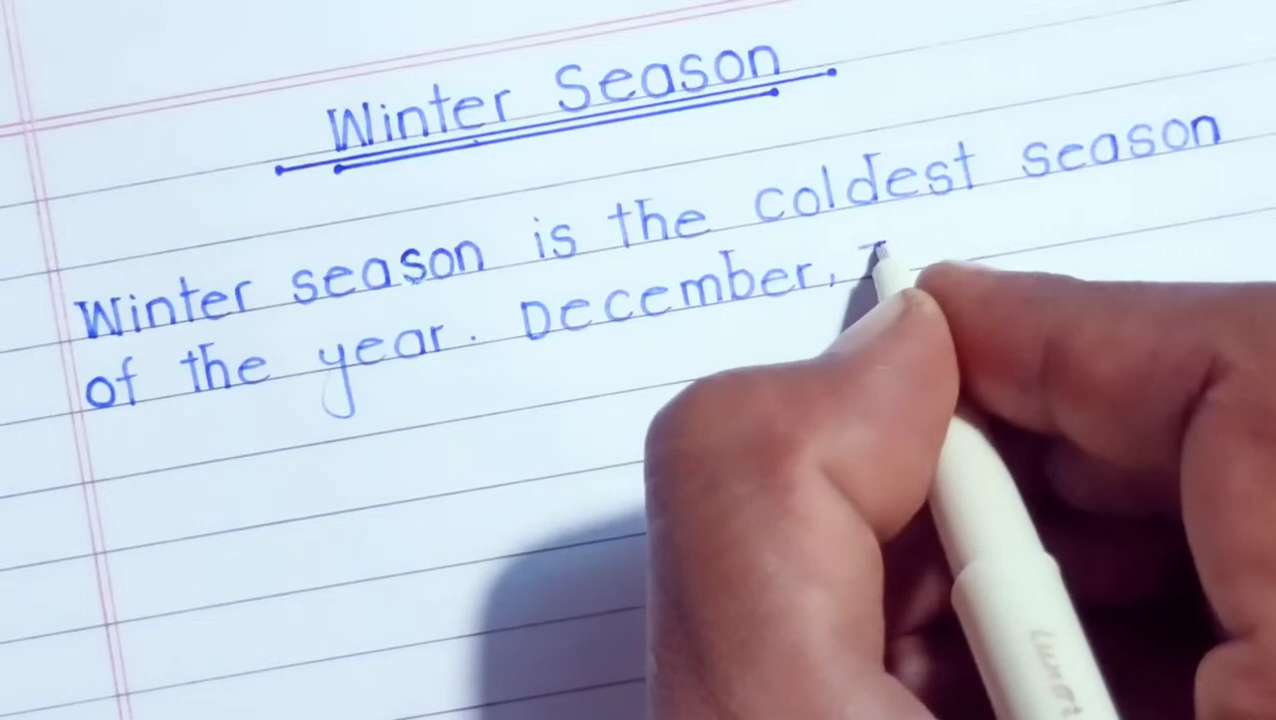 Winter Season
Winter season is the coldest season
of the year. December,